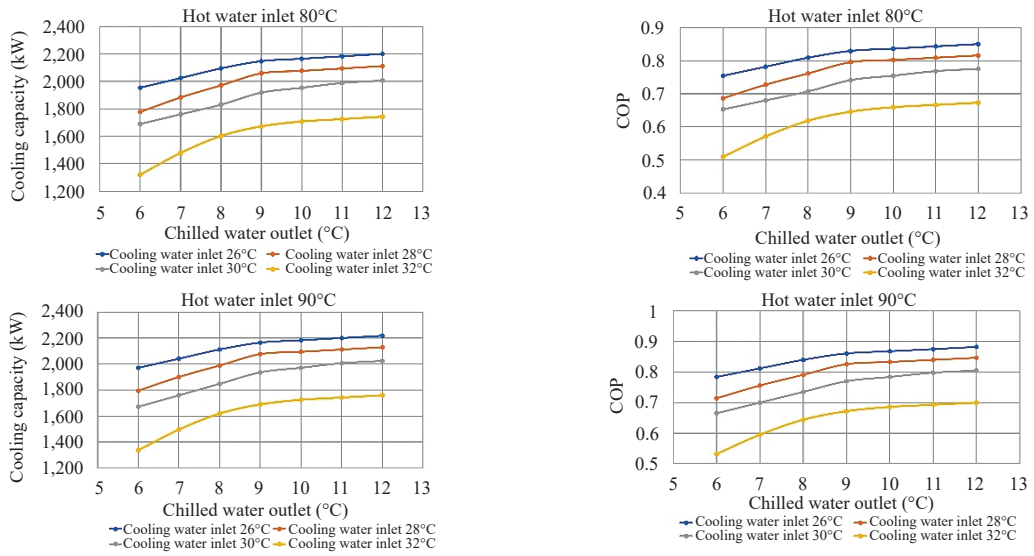 Hot water inlet 80°C
Cooling capacity (kW)
2,400
2,200
2,000
1,800
1,600
1,400
1,200
5 6 7 8 9 10 11 12 13
Chilled water outlet (°C)
Cooling water inlet 26°C Cooling water inlet 28°C
Cooling water inlet 30°C Cooling water inlet 32°C
Hot water inlet 80°C
COP
0.9
0.8
0.7
0.6
0.5
0.4
5 6 7 8 9 10 11 12 13
Chilled water outlet (°C)
Cooling water inlet 26°C Cooling water inlet 28°C
Cooling water inlet 30°C Cooling water inlet 32°C
Hot water inlet 90°C
Cooling capacity (kW)
2,400
2,200
2,000
1,800
1,600
1,400
1,200
5 6 7 8 9 10 11 12 13
Chilled water outlet (°C)
Cooling water inlet 26°C Cooling water inlet 28°C
Cooling water inlet 30°C Cooling water inlet 32°C
Hot water inlet 90°C
COP
1
0.9
0.8
0.7
0.6
0.5
5 6 7 8 9 10 11 12 13
Chilled water outlet (°C)
Cooling water inlet 26°C Cooling water inlet 28°C
Cooling water inlet 30°C Cooling water inlet 32°C